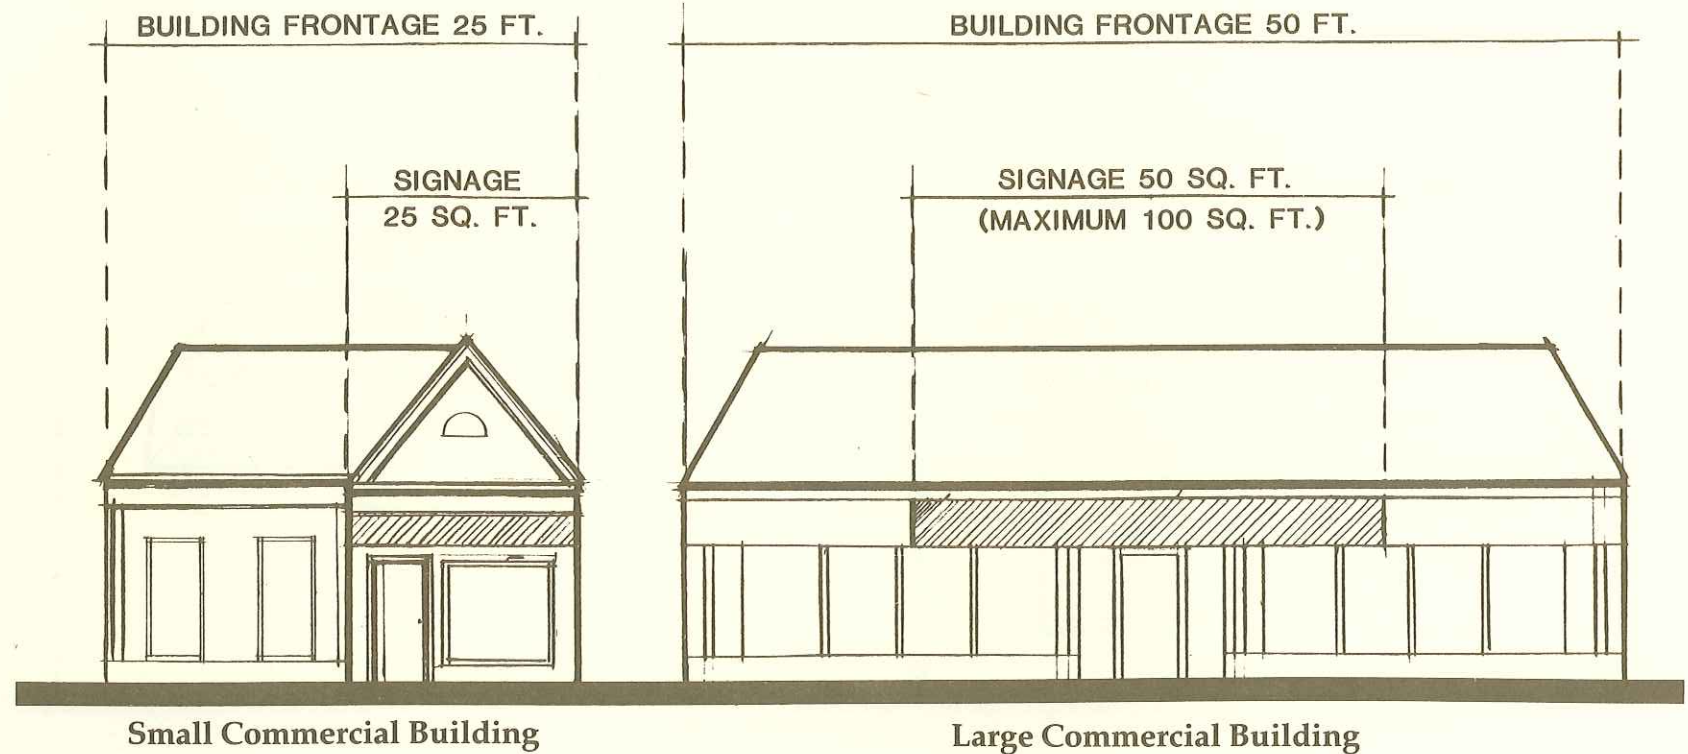 BUILDING FRONTAGE 25 FT.
SIGNAGE
25 SQ. FT.
Small Commercial Building
BUILDING FRONTAGE 50 FT.
SIGNAGE 50 SQ. FT.
(MAXIMUM 100 SQ. FT.)
Large Commercial Building